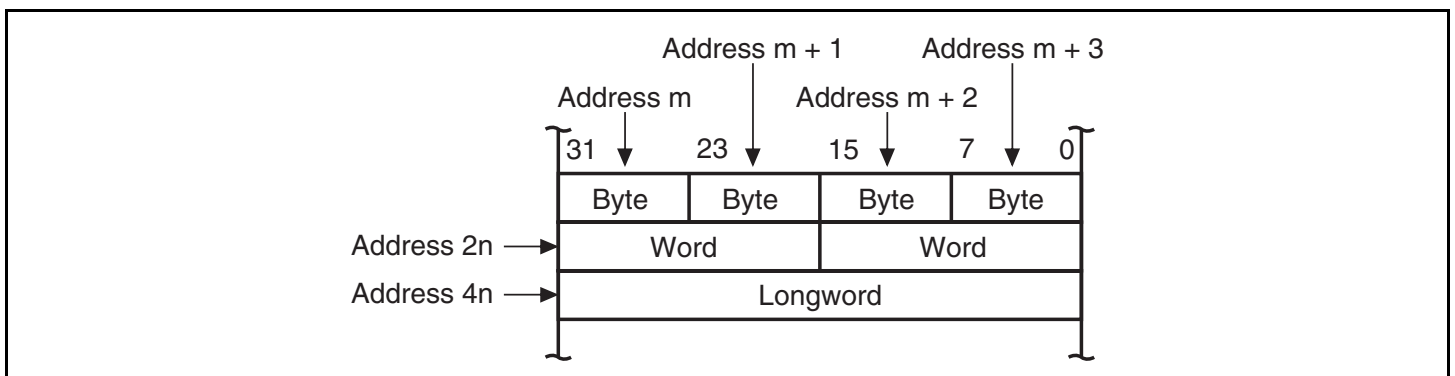 Address m + 1 Address m + 3
Address m Address m + 2
31 23 15 7 0
Byte Byte Byte Byte
Address 2n Word Word
Address 4n Longword